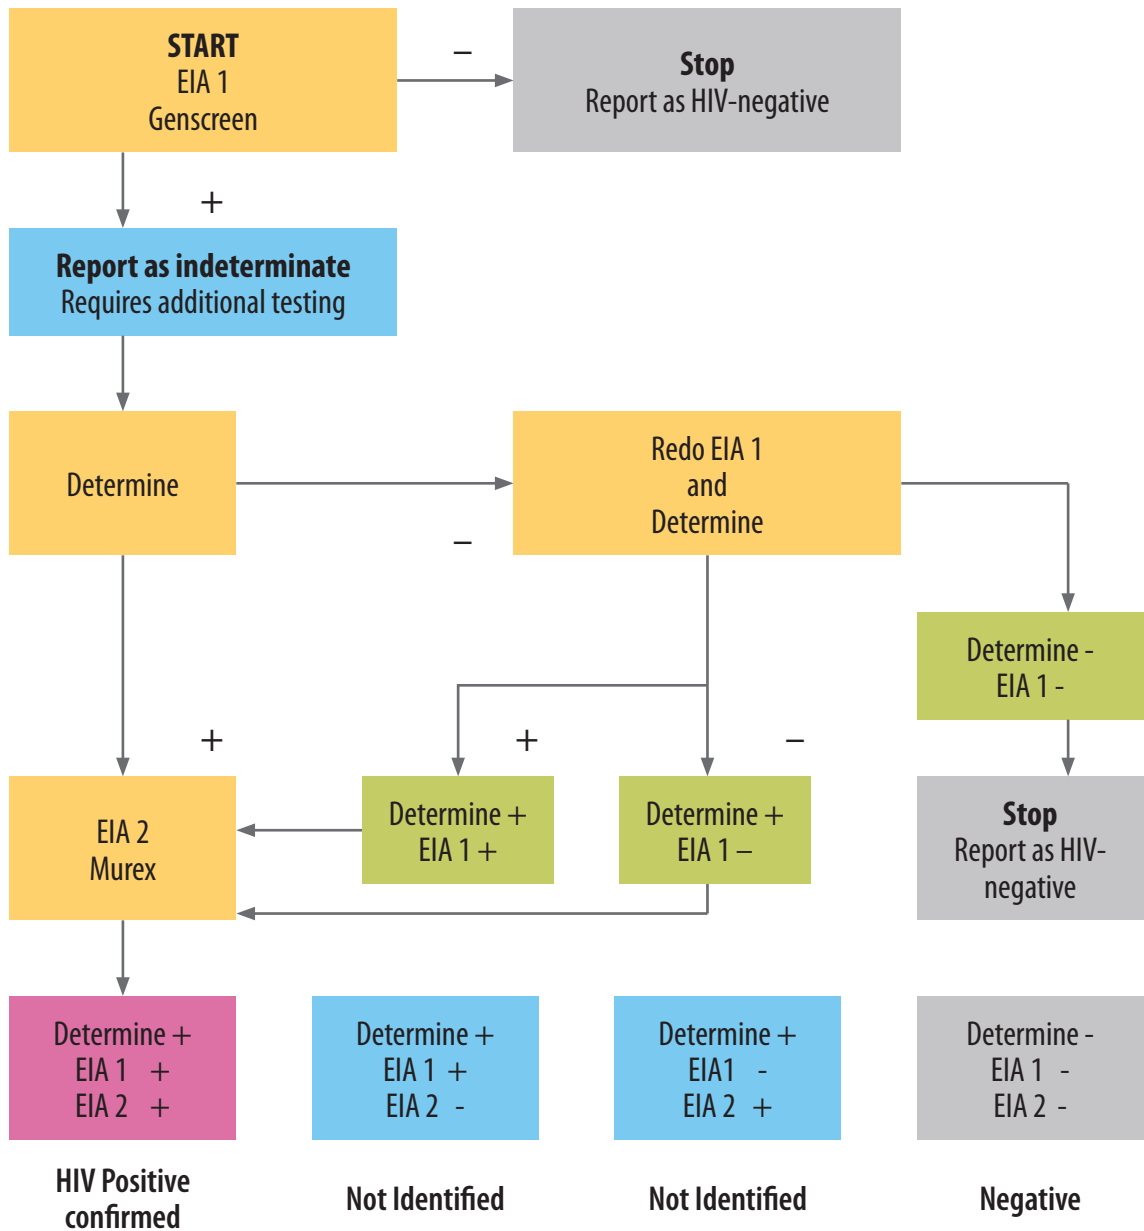 START
EIA 1
Genscreen
–
Stop
Report as HIV-negative
+
Report as indeterminate
Requires additional testing
Determine
–
Redo EIA 1
and
Determine
Determine -
EIA 1 -
+
+
–
EIA 2
Murex
Determine +
EIA 1 +
Determine +
EIA 1 –
Stop
Report as HIV-
negative
Determine +
EIA 1 +
EIA 2 +
Determine +
EIA 1 +
EIA 2 -
Determine +
EIA1 -
EIA 2 +
Determine -
EIA 1 -
EIA 2 -
HIV Positive
confirmed
Not Identified
Not Identified
Negative